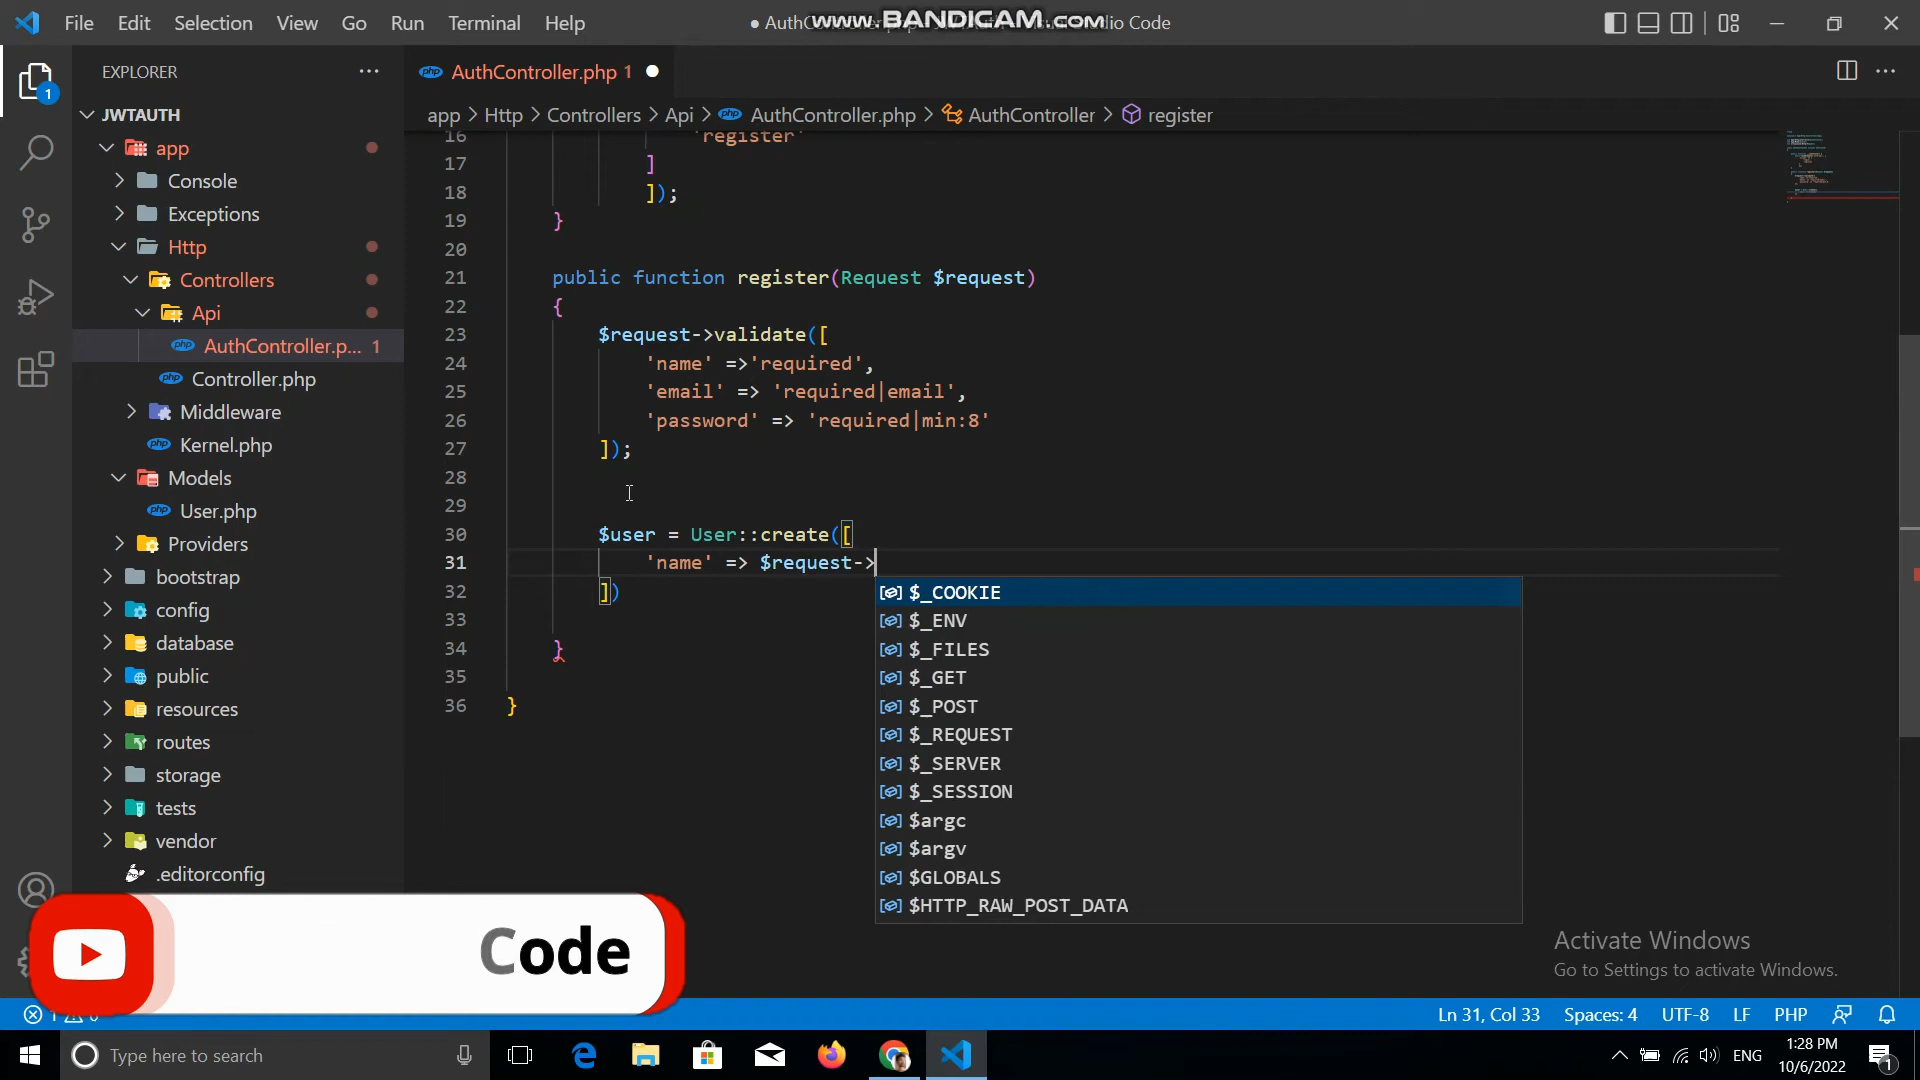 File Edit Selection View Go Run Terminal Help
www.BANDICAM.com
EXPLORER
AuthController.php 1
JWTAUTH
app > Http > Controllers > Api > AuthController.php > AuthController > register
app
Console
Exceptions
Http
Controllers
Api
AuthController.p... 1
Controller.php
Middleware
Kernel.php
Models
User.php
Providers
bootstrap
config
database
public
resources
routes
storage
tests
vendor
.editorconfig
16 'register'
17 ]
18 ]);
19 }
20
21 public function register(Request $request)
22 {
23 $request->validate([
24 'name' =>'required',
25 'email' => 'required|email',
26 'password' => 'required|min:8'
27 ]);
28
29
30 $user = User::create([
31 'name' => $request->
32 ])
33
34 }
35
36 }
$_COOKIE
$_ENV
$_FILES
$_GET
$_POST
$_REQUEST
$_SERVER
$_SESSION
$argc
$argv
$GLOBALS
$HTTP_RAW_POST_DATA
Code
Activate Windows
Go to Settings to activate Windows.
Ln 31, Col 33 Spaces: 4 UTF-8 LF PHP
Type here to search
ENG
1:28 PM
10/6/2022
1